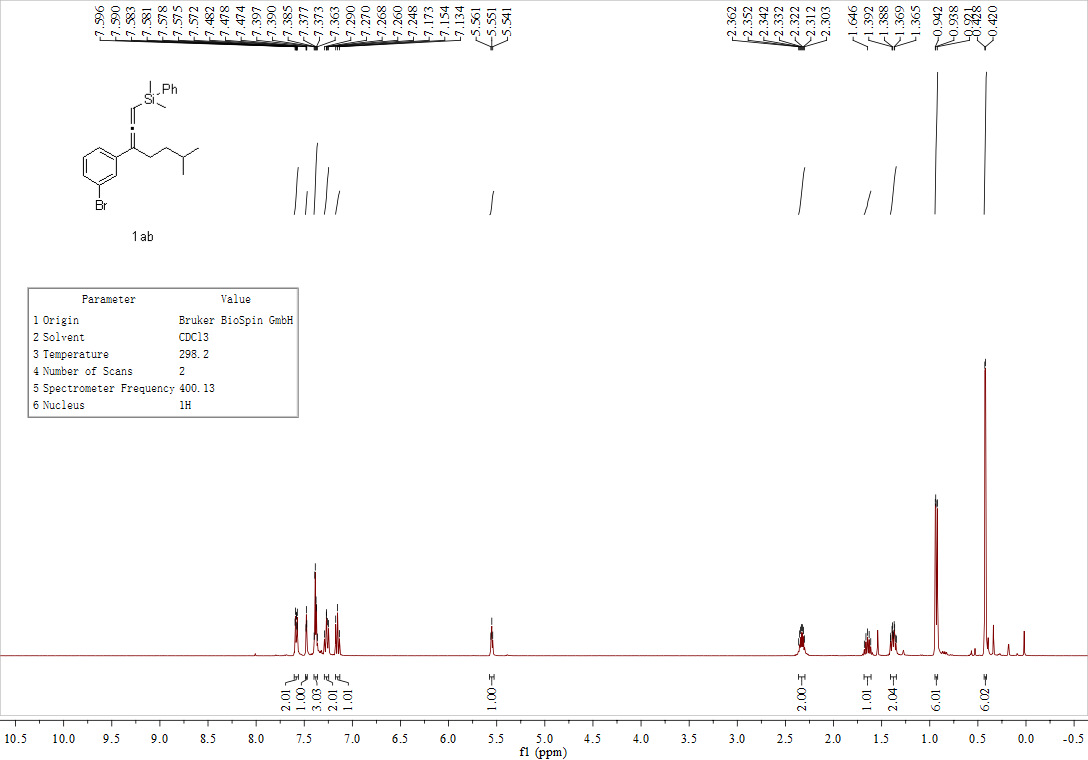 7.596 7.590 7.583 7.581 7.578 7.575 7.572 7.482 7.478 7.474 7.397 7.390 7.385 7.377 7.373 7.363 7.290 7.270 7.268 7.260 7.248 7.173 7.154 7.134 5.561 5.551 5.541 2.362 2.352 2.342 2.332 2.322 2.312 2.303 1.646 1.392 1.388 1.369 1.365 0.942 0.938 0.921 0.428 0.420
Ph
Si
Br
1ab
Parameter Value
1 Origin Bruker BioSpin GmbH
2 Solvent CDCl3
3 Temperature 298.2
4 Number of Scans 2
5 Spectrometer Frequency 400.13
6 Nucleus 1H
2.01 1.00 3.03 2.01 1.01 1.00 2.00 1.01 2.04 6.01 6.02
10.5 10.0 9.5 9.0 8.5 8.0 7.5 7.0 6.5 6.0 5.5 5.0 4.5 4.0 3.5 3.0 2.5 2.0 1.5 1.0 0.5 0.0 -0.5
f1 (ppm)